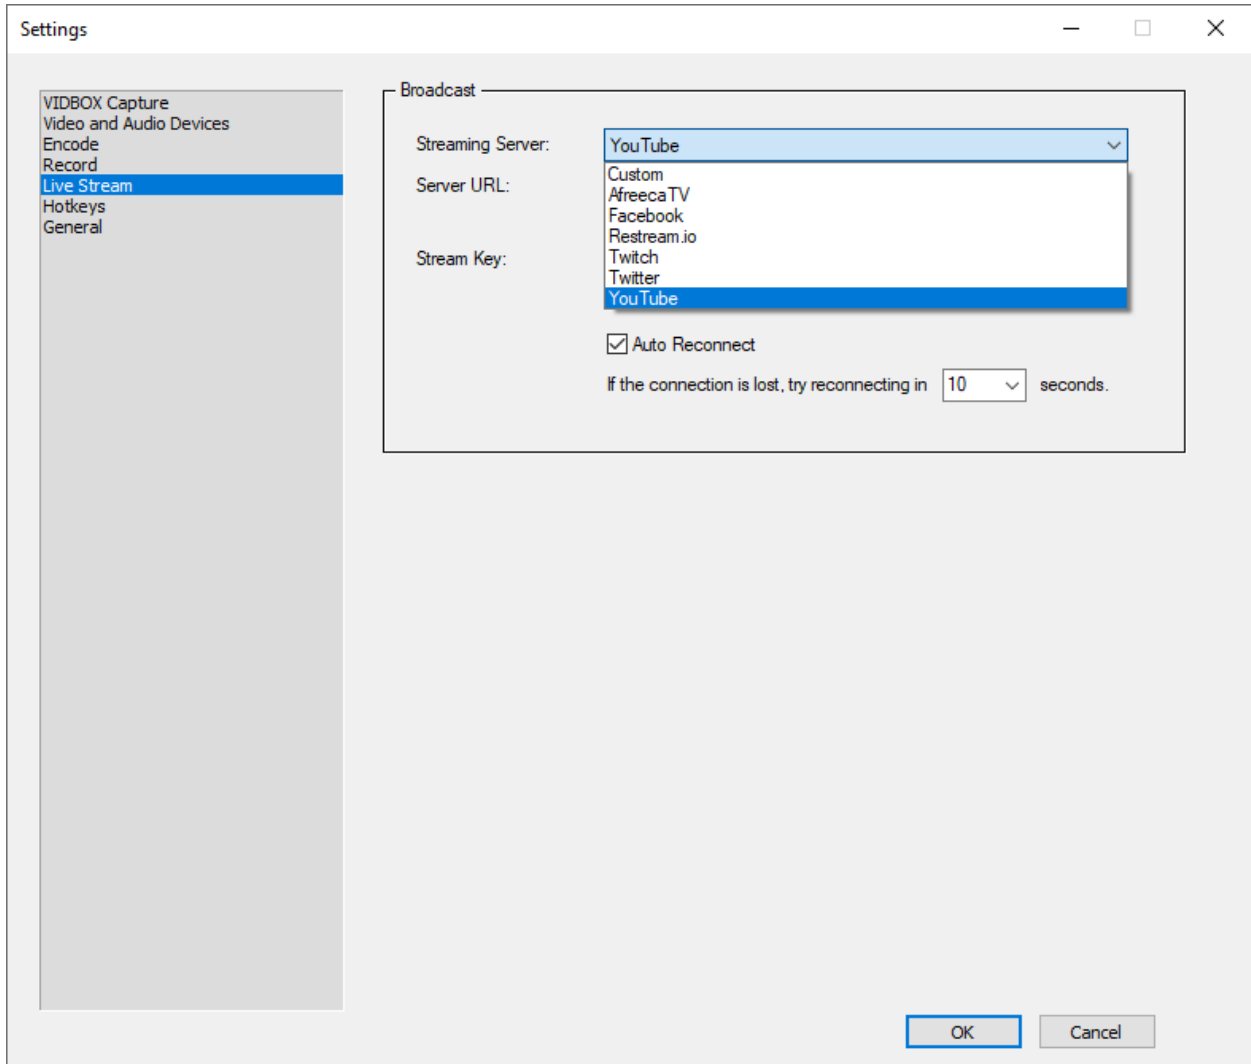 Settings
VIDBOX Capture
Video and Audio Devices
Encode
Record
Live Stream
Hotkeys
General
Broadcast
Streaming Server:
YouTube
Custom
AfreecaTV
Facebook
Restream.io
Twitch
Twitter
YouTube
Server URL:
Stream Key:
Auto Reconnect
If the connection is lost, try reconnecting in 10 seconds.
OK
Cancel